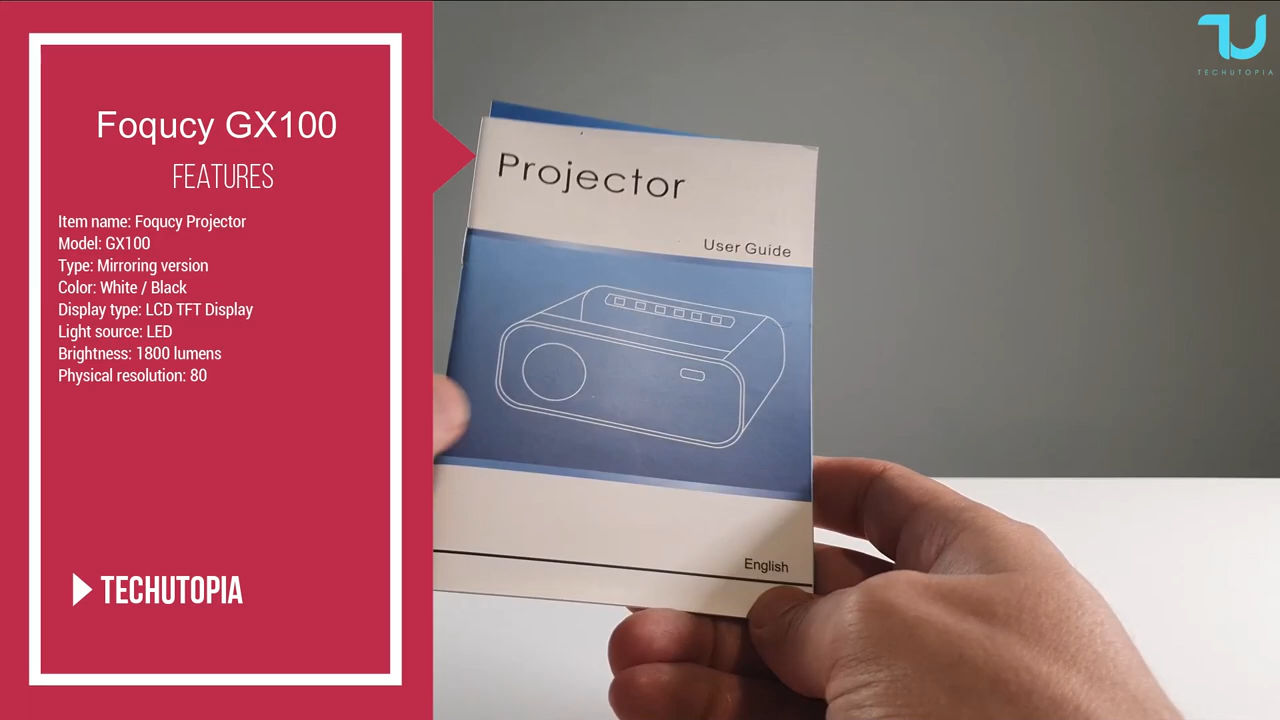 Foqucy GX100
FEATURES
Item name: Foqucy Projector
Model: GX100
Type: Mirroring version
Color: White / Black
Display type: LCD TFT Display
Light source: LED
Brightness: 1800 lumens
Physical resolution: 80
TECHUTOPIA
Projector
User Guide
English
TU
TECHUTOPIA